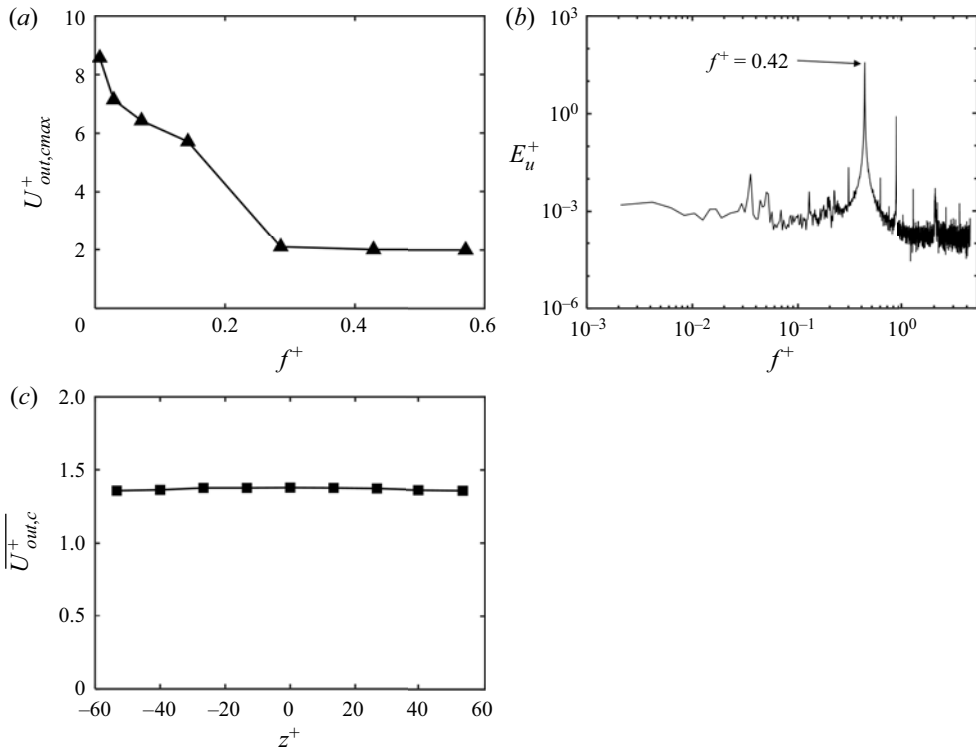 (a)
10
8
6
4
2
0
0.2
0.4
0.6
U⁺out,cmax
f⁺
(b)
10³
10⁰
10⁻³
10⁻⁶
10⁻³
10⁻²
10⁻¹
10⁰
E⁺u
f⁺ = 0.42
f⁺
(c)
2.0
1.5
1.0
0.5
0
–60
–40
–20
0
20
40
60
U⁺out,c
z⁺